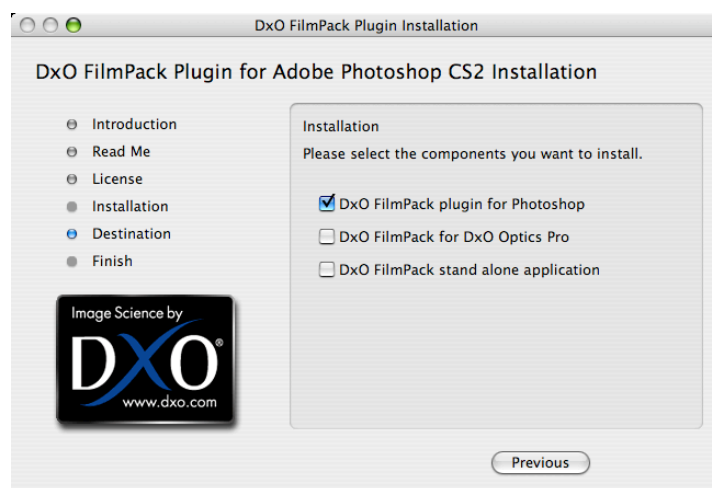 DxO FilmPack Plugin Installation
DxO FilmPack Plugin for Adobe Photoshop CS2 Installation
Introduction
Read Me
License
Installation
Destination
Finish
Image Science by
DXO®
www.dxo.com
Installation
Please select the components you want to install.
DxO FilmPack plugin for Photoshop
DxO FilmPack for DxO Optics Pro
DxO FilmPack stand alone application
Previous